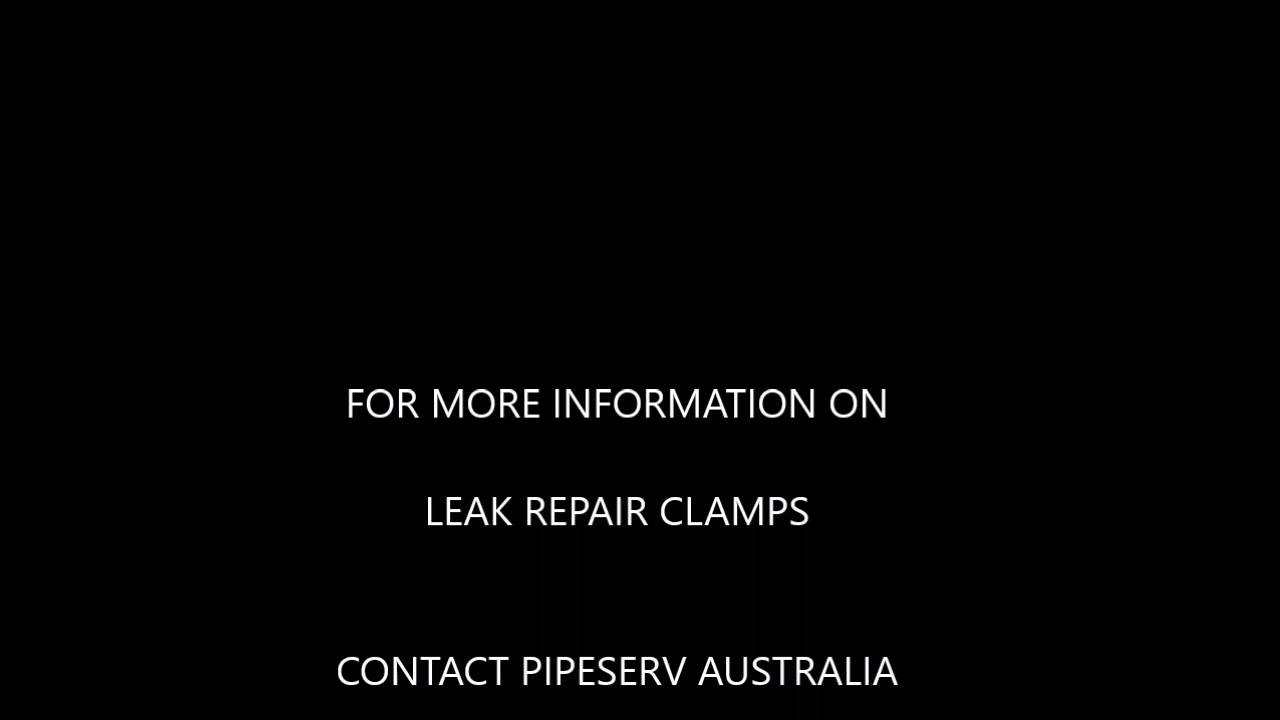 FOR MORE INFORMATION ON
LEAK REPAIR CLAMPS
CONTACT PIPESERV AUSTRALIA